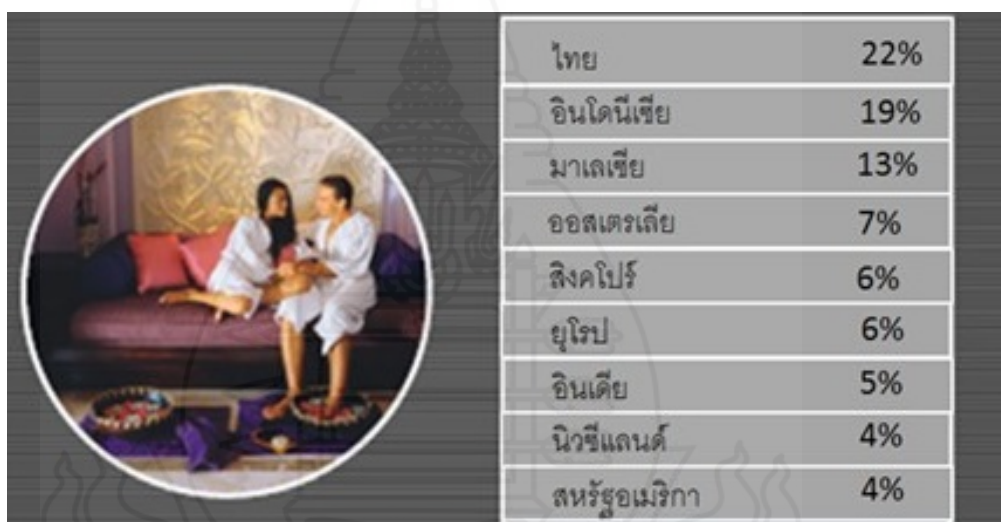 ไทย 22%
อินโดนีเซีย 19%
มาเลเซีย 13%
ออสเตรเลีย 7%
สิงคโปร์ 6%
ยุโรป 6%
อินเดีย 5%
นิวซีแลนด์ 4%
สหรัฐอเมริกา 4%